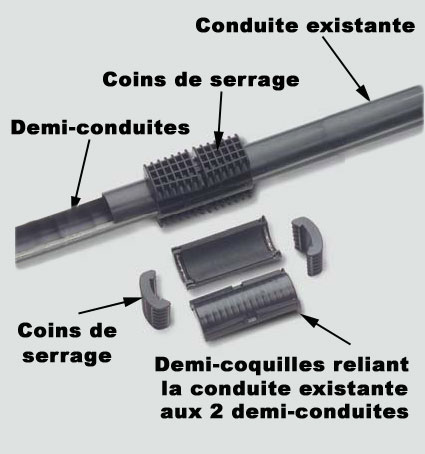 Conduite existante
Coins de serrage
Demi-conduites
Coins de
serrage
Demi-coquilles reliant
la conduite existante
aux 2 demi-conduites